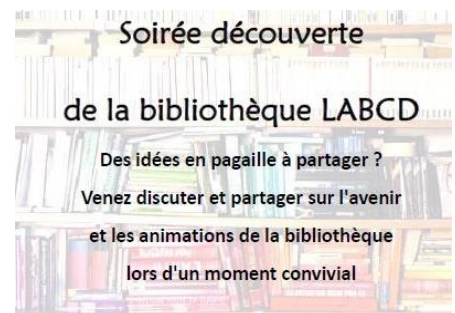 Soirée découverte
de la bibliothèque LABCD
Des idées en pagaille à partager ?
Venez discuter et partager sur l'avenir
et les animations de la bibliothèque
lors d'un moment convivial